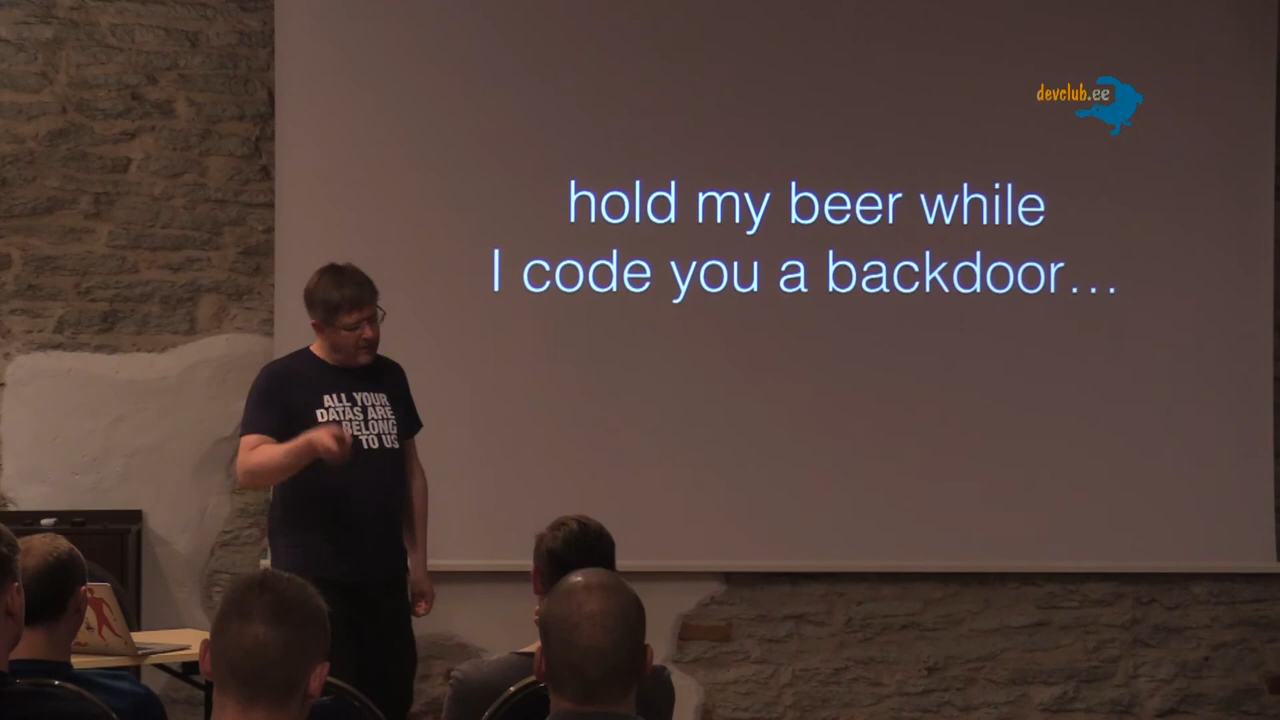 devclub.ee
hold my beer while
I code you a backdoor...
ALL YOUR
DATAS ARE
BELONG
TO US